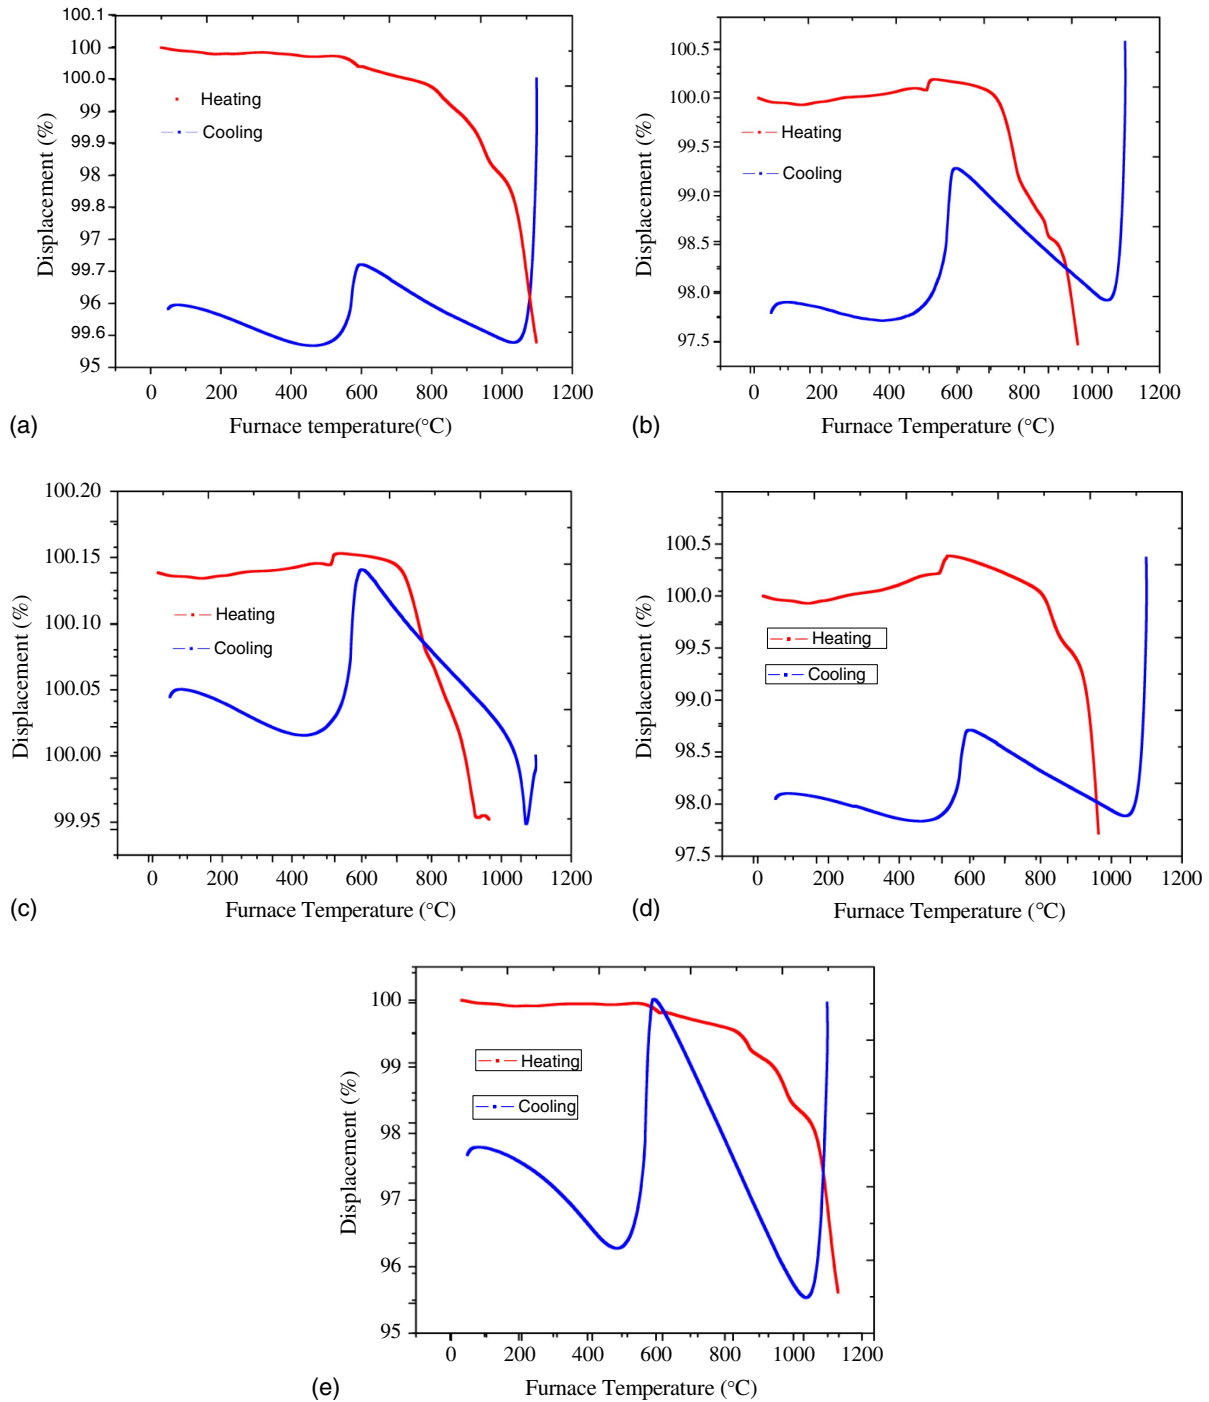 100.1
100
100.0
99
99.9
98
99.8
97
99.7
96
99.6
95
Displacement (%)
Heating
Cooling
0 200 400 600 800 1000 1200
Furnace temperature(°C)
(a)
100.5
100.0
99.5
99.0
98.5
98.0
97.5
Displacement (%)
Heating
Cooling
0 200 400 600 800 1000 1200
Furnace Temperature (°C)
(b)
100.20
100.15
100.10
100.05
100.00
99.95
Displacement (%)
Heating
Cooling
0 200 400 600 800 1000 1200
Furnace Temperature (°C)
(c)
100.5
100.0
99.5
99.0
98.5
98.0
97.5
Displacement (%)
Heating
Cooling
0 200 400 600 800 1000 1200
Furnace Temperature (°C)
(d)
100
99
98
97
96
95
Displacement (%)
Heating
Cooling
0 200 400 600 800 1000 1200
Furnace Temperature (°C)
(e)